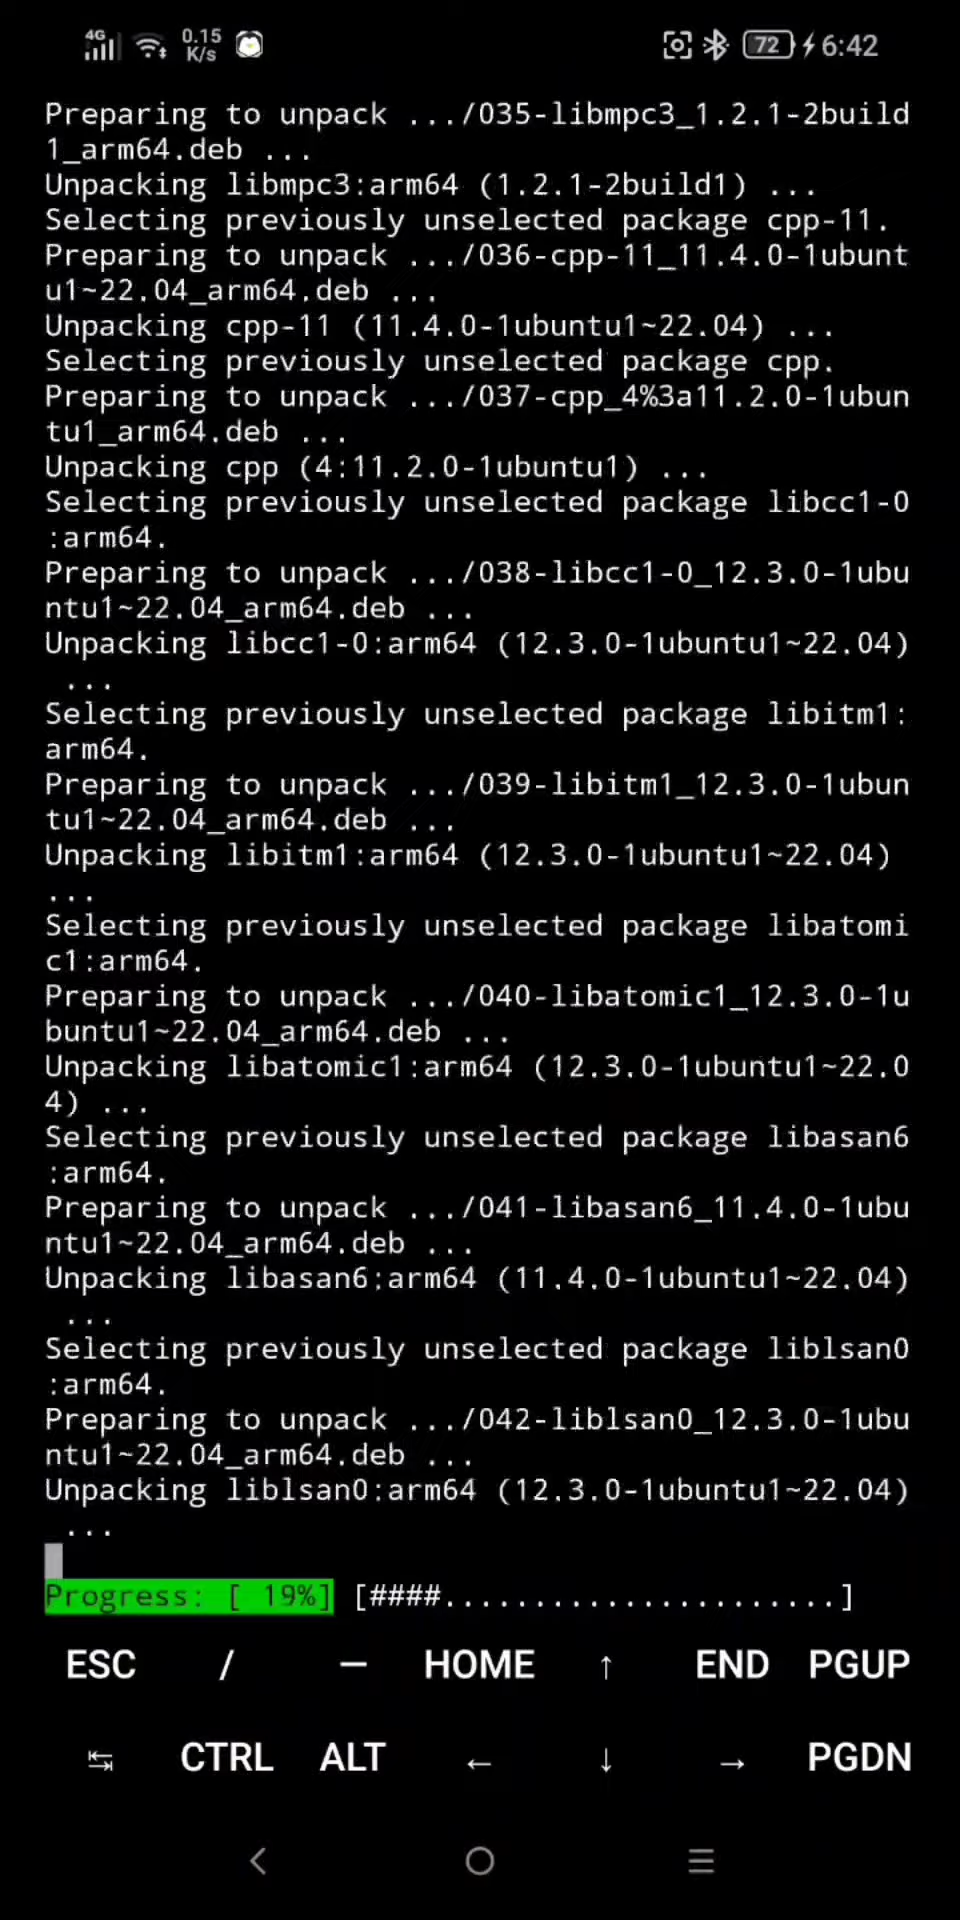 4G 0.15 K/s 72 6:42
Preparing to unpack .../035-libmpc3_1.2.1-2build
1_arm64.deb ...
Unpacking libmpc3:arm64 (1.2.1-2build1) ...
Selecting previously unselected package cpp-11.
Preparing to unpack .../036-cpp-11_11.4.0-1ubunt
u1~22.04_arm64.deb ...
Unpacking cpp-11 (11.4.0-1ubuntu1~22.04) ...
Selecting previously unselected package cpp.
Preparing to unpack .../037-cpp_4%3a11.2.0-1ubun
tu1_arm64.deb ...
Unpacking cpp (4:11.2.0-1ubuntu1) ...
Selecting previously unselected package libcc1-0
:arm64.
Preparing to unpack .../038-libcc1-0_12.3.0-1ubu
ntu1~22.04_arm64.deb ...
Unpacking libcc1-0:arm64 (12.3.0-1ubuntu1~22.04)
 ...
Selecting previously unselected package libitm1:
arm64.
Preparing to unpack .../039-libitm1_12.3.0-1ubun
tu1~22.04_arm64.deb ...
Unpacking libitm1:arm64 (12.3.0-1ubuntu1~22.04)
...
Selecting previously unselected package libatomi
c1:arm64.
Preparing to unpack .../040-libatomic1_12.3.0-1u
buntu1~22.04_arm64.deb ...
Unpacking libatomic1:arm64 (12.3.0-1ubuntu1~22.0
4) ...
Selecting previously unselected package libasan6
:arm64.
Preparing to unpack .../041-libasan6_11.4.0-1ubu
ntu1~22.04_arm64.deb ...
Unpacking libasan6:arm64 (11.4.0-1ubuntu1~22.04)
 ...
Selecting previously unselected package liblsan0
:arm64.
Preparing to unpack .../042-liblsan0_12.3.0-1ubu
ntu1~22.04_arm64.deb ...
Unpacking liblsan0:arm64 (12.3.0-1ubuntu1~22.04)
 ...
Progress: [ 19%] [####......................]
ESC / — HOME ↑ END PGUP
↹ CTRL ALT ← ↓ → PGDN